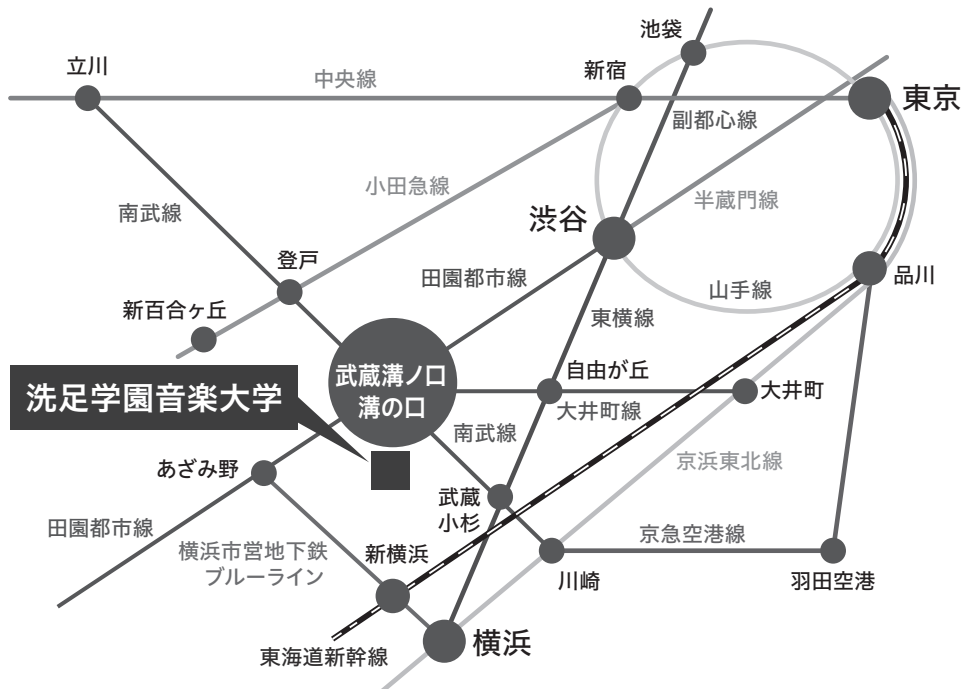 池袋
立川
中央線
新宿
東京
副都心線
小田急線
半蔵門線
南武線
渋谷
登戸
田園都市線
品川
山手線
新百合ヶ丘
東横線
武蔵溝ノ口
溝の口
自由が丘
大井町
洗足学園音楽大学
大井町線
南武線
京浜東北線
あざみ野
武蔵
小杉
田園都市線
京急空港線
横浜市営地下鉄
ブルーライン
新横浜
川崎
羽田空港
横浜
東海道新幹線